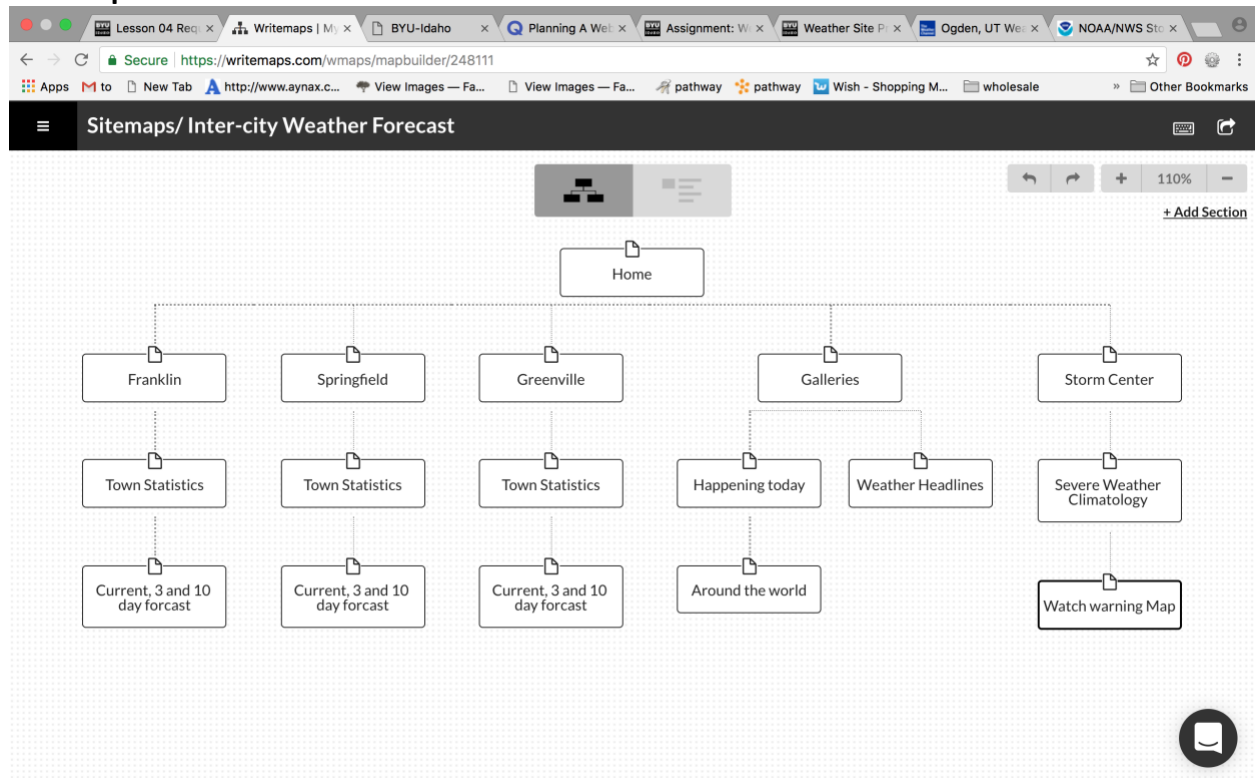 Lesson 04 Req
Writemaps | My
BYU-Idaho
Planning A Web
Assignment: W
Weather Site P
Ogden, UT Wea
NOAA/NWS Sto
Secure https://writemaps.com/wmaps/mapbuilder/248111
Apps
M to
New Tab
http://www.aynax.c...
View Images — Fa...
View Images — Fa...
pathway
pathway
Wish - Shopping M...
wholesale
»
Other Bookmarks
Sitemaps/ Inter-city Weather Forecast
110%
+ Add Section
Home
Franklin
Springfield
Greenville
Galleries
Storm Center
Town Statistics
Town Statistics
Town Statistics
Happening today
Weather Headlines
Severe Weather
Climatology
Current, 3 and 10
day forcast
Current, 3 and 10
day forcast
Current, 3 and 10
day forcast
Around the world
Watch warning Map